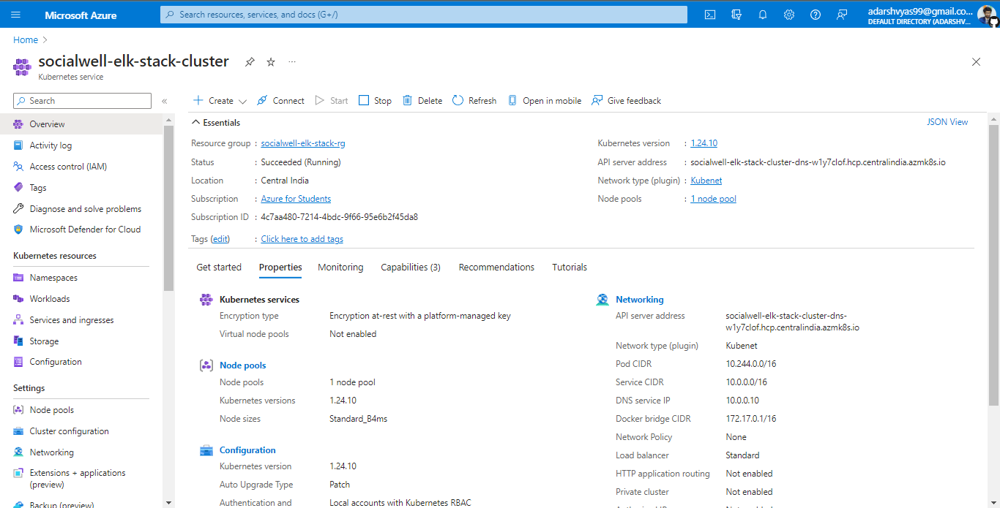 Microsoft Azure
Search resources, services, and docs (G+/)
adarshvyas99@gmail.co...
DEFAULT DIRECTORY (ADARSHV...
Home
socialwell-elk-stack-cluster
Kubernetes service
Search
Overview
Activity log
Access control (IAM)
Tags
Diagnose and solve problems
Microsoft Defender for Cloud
Kubernetes resources
Namespaces
Workloads
Services and ingresses
Storage
Configuration
Settings
Node pools
Cluster configuration
Networking
Extensions + applications
(preview)
Backup (preview)
Create Connect Start Stop Delete Refresh Open in mobile Give feedback
Essentials
JSON View
Resource group : socialwell-elk-stack-rg
Status : Succeeded (Running)
Location : Central India
Subscription : Azure for Students
Subscription ID : 4c7aa480-7214-4bdc-9f66-95e6b2f45da8
Tags (edit) : Click here to add tags
Kubernetes version : 1.24.10
API server address : socialwell-elk-stack-cluster-dns-w1y7clof.hcp.centralindia.azmk8s.io
Network type (plugin) : Kubenet
Node pools : 1 node pool
Get started Properties Monitoring Capabilities (3) Recommendations Tutorials
Kubernetes services
Encryption type Encryption at-rest with a platform-managed key
Virtual node pools Not enabled
Node pools
Node pools 1 node pool
Kubernetes versions 1.24.10
Node sizes Standard_B4ms
Configuration
Kubernetes version 1.24.10
Auto Upgrade Type Patch
Authentication and Local accounts with Kubernetes RBAC
Networking
API server address socialwell-elk-stack-cluster-dns-
w1y7clof.hcp.centralindia.azmk8s.io
Network type (plugin) Kubenet
Pod CIDR 10.244.0.0/16
Service CIDR 10.0.0.0/16
DNS service IP 10.0.0.10
Docker bridge CIDR 172.17.0.1/16
Network Policy None
Load balancer Standard
HTTP application routing Not enabled
Private cluster Not enabled